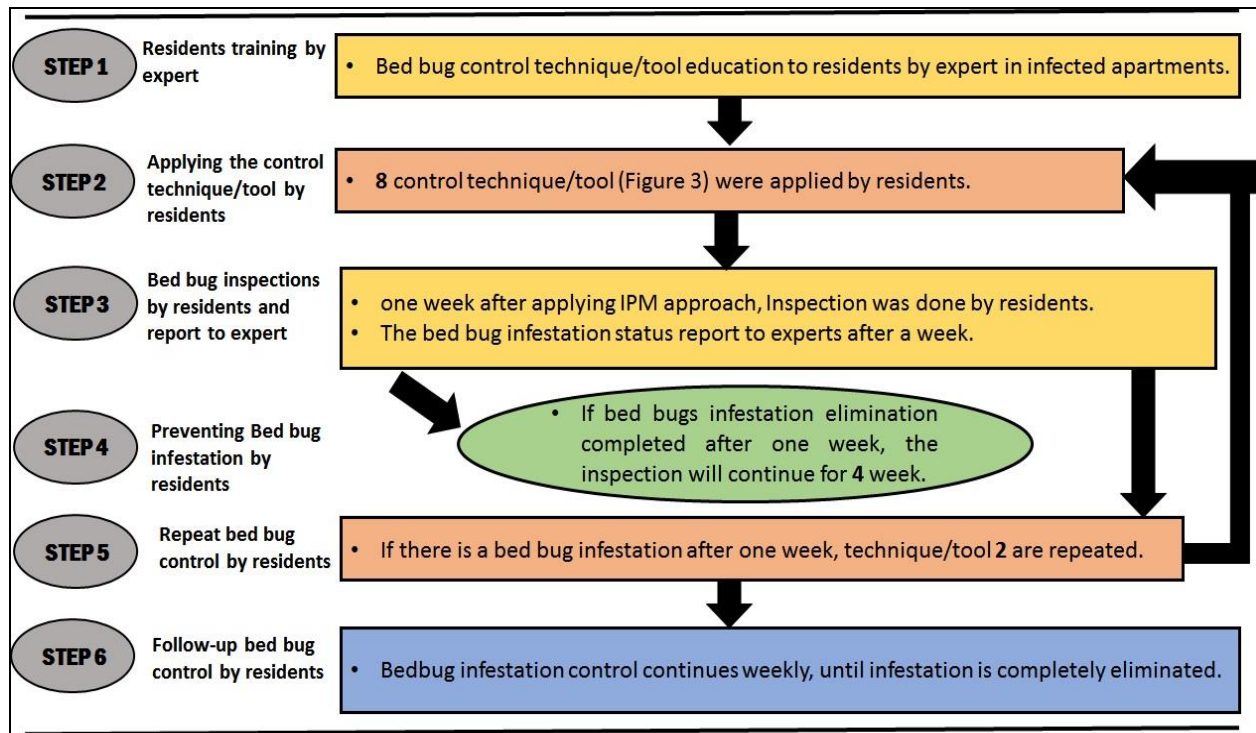 STEP 1
Residents training by
expert
• Bed bug control technique/tool education to residents by expert in infected apartments.
STEP 2
Applying the control
technique/tool by
residents
• 8 control technique/tool (Figure 3) were applied by residents.
STEP 3
Bed bug inspections
by residents and
report to expert
• one week after applying IPM approach, Inspection was done by residents.
• The bed bug infestation status report to experts after a week.
STEP 4
Preventing Bed bug
infestation by
residents
• If bed bugs infestation elimination
completed after one week, the
inspection will continue for 4 week.
STEP 5
Repeat bed bug
control by residents
• If there is a bed bug infestation after one week, technique/tool 2 are repeated.
STEP 6
Follow-up bed bug
control by residents
• Bedbug infestation control continues weekly, until infestation is completely eliminated.